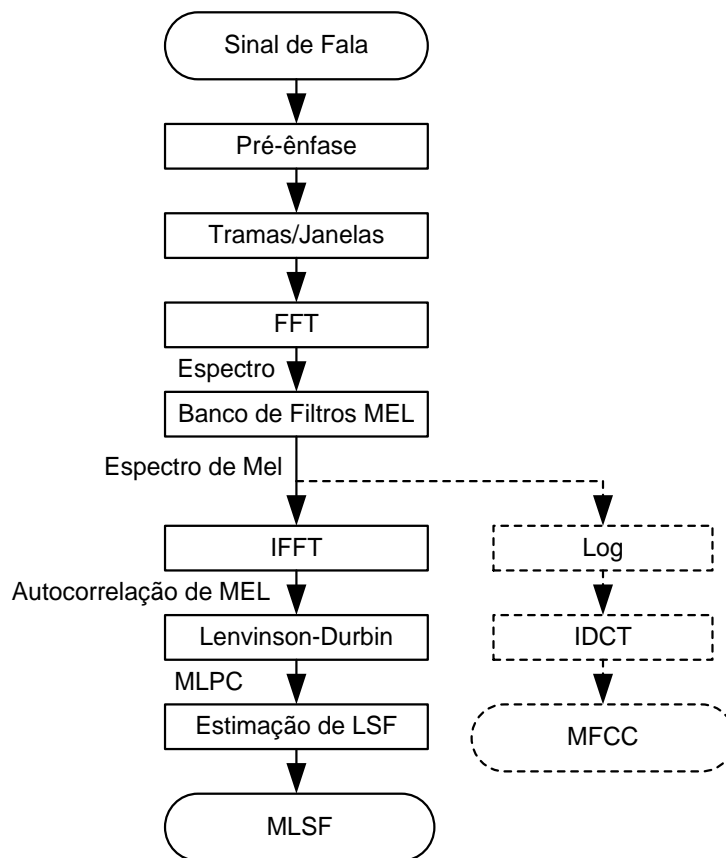 Sinal de Fala
Pré-ênfase
Tramas/Janelas
FFT
Espectro
Banco de Filtros MEL
Espectro de Mel
IFFT
Log
Autocorrelação de MEL
Lenvinson-Durbin
IDCT
MLPC
Estimação de LSF
MFCC
MLSF